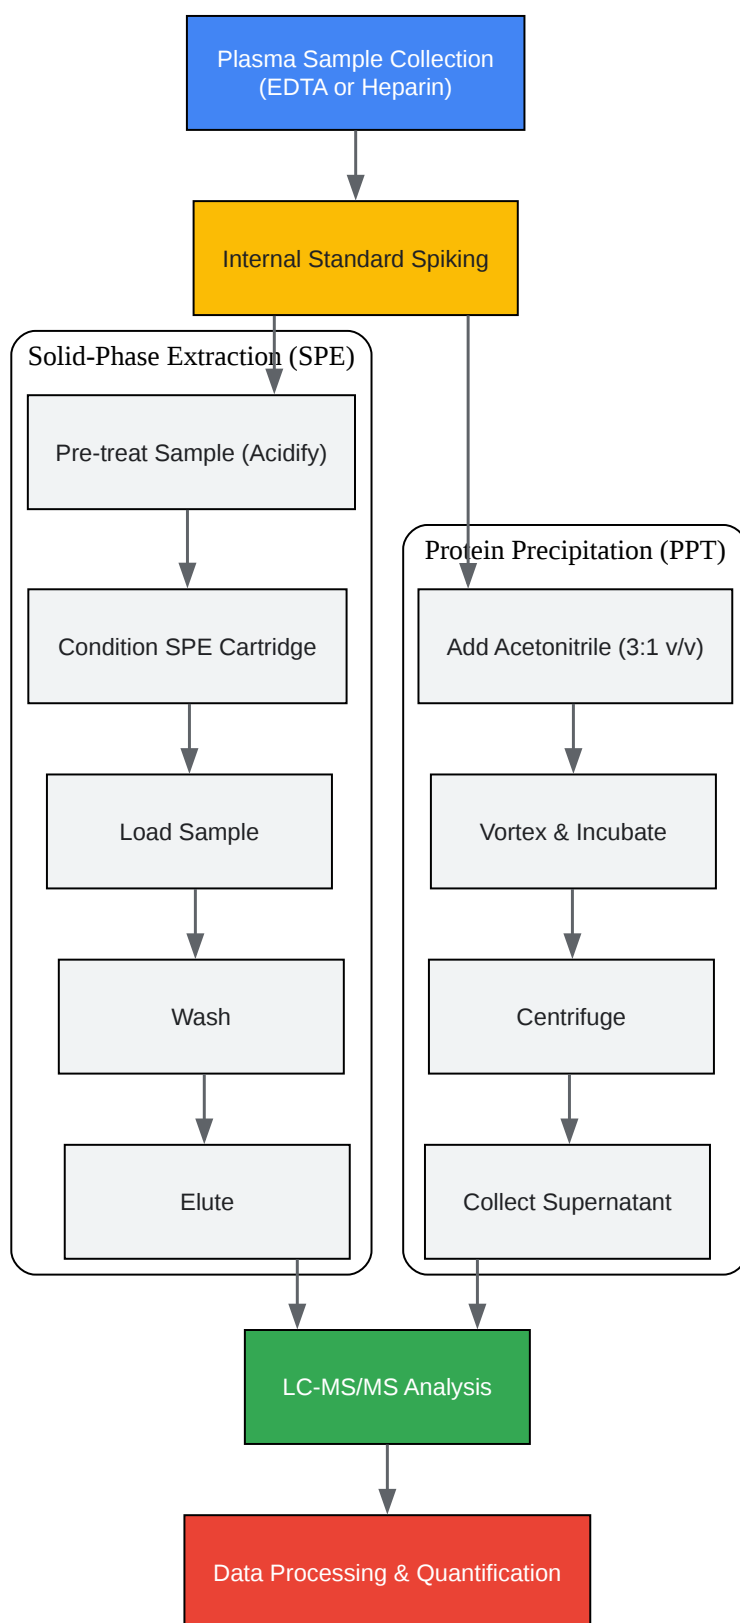 Plasma Sample Collection
(EDTA or Heparin)
Internal Standard Spiking
Solid-Phase Extraction (SPE)
Pre-treat Sample (Acidify)
Condition SPE Cartridge
Load Sample
Wash
Elute
Protein Precipitation (PPT)
Add Acetonitrile (3:1 v/v)
Vortex & Incubate
Centrifuge
Collect Supernatant
LC-MS/MS Analysis
Data Processing & Quantification